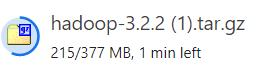 hadoop-3.2.2 (1).tar.gz
215/377 MB, 1 min left